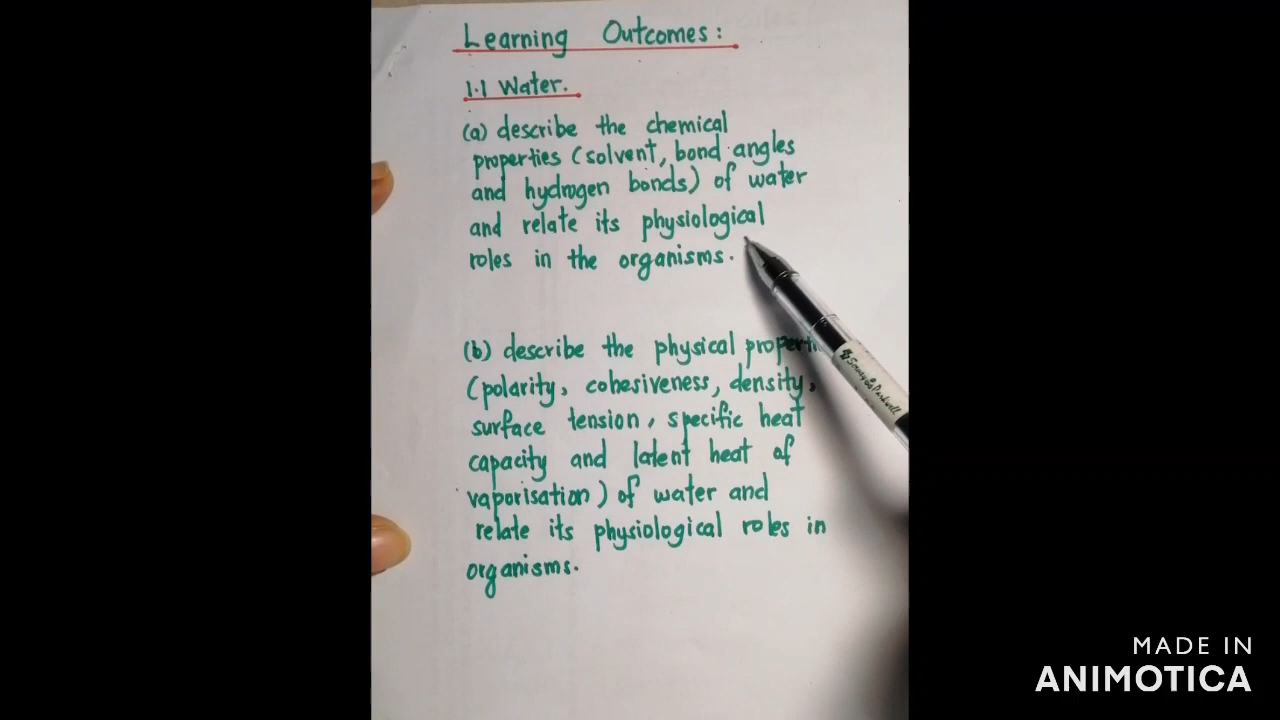 Learning Outcomes:
1.1 Water.
(a) describe the chemical
properties (solvent, bond angles
and hydrogen bonds) of water
and relate its physiological
roles in the organisms.
(b) describe the physical
(polarity, cohesiveness, density,
surface tension, specific heat
capacity and latent heat of
vaporisation) of water and
relate its physiological roles in
organisms.
MADE IN
ANIMOTICA